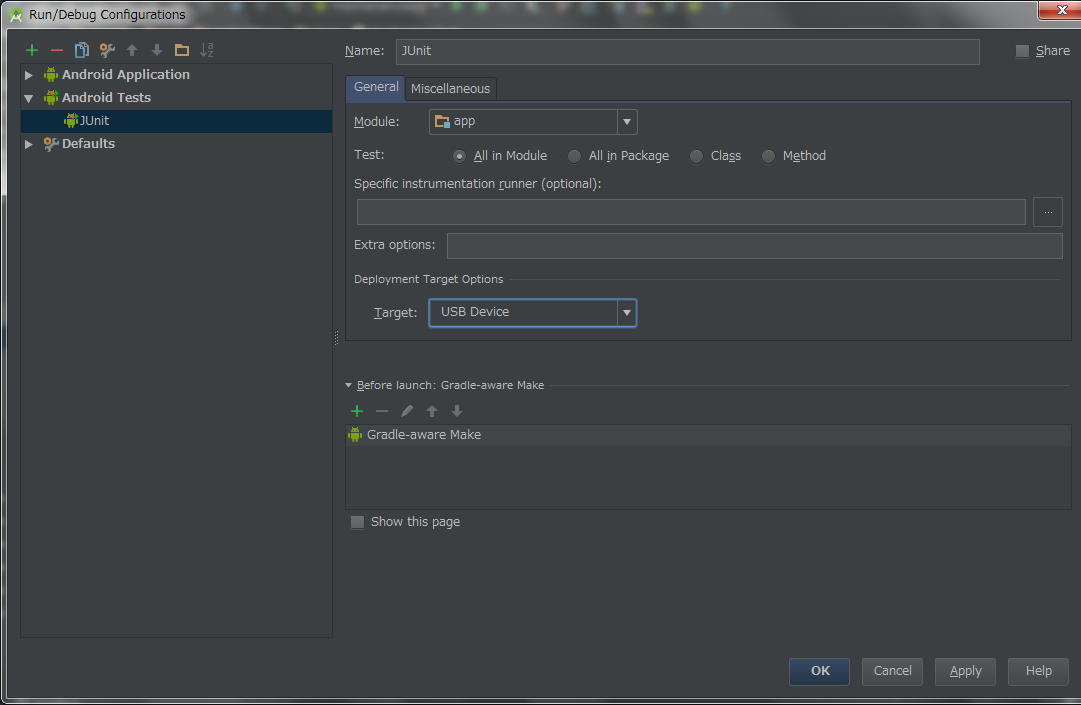 Run/Debug Configurations
Name: JUnit Share
Android Application
Android Tests
JUnit
Defaults
General Miscellaneous
Module: app
Test: All in Module All in Package Class Method
Specific instrumentation runner (optional):
...
Extra options:
Deployment Target Options
Target: USB Device
Before launch: Gradle-aware Make
Gradle-aware Make
Show this page
OK Cancel Apply Help